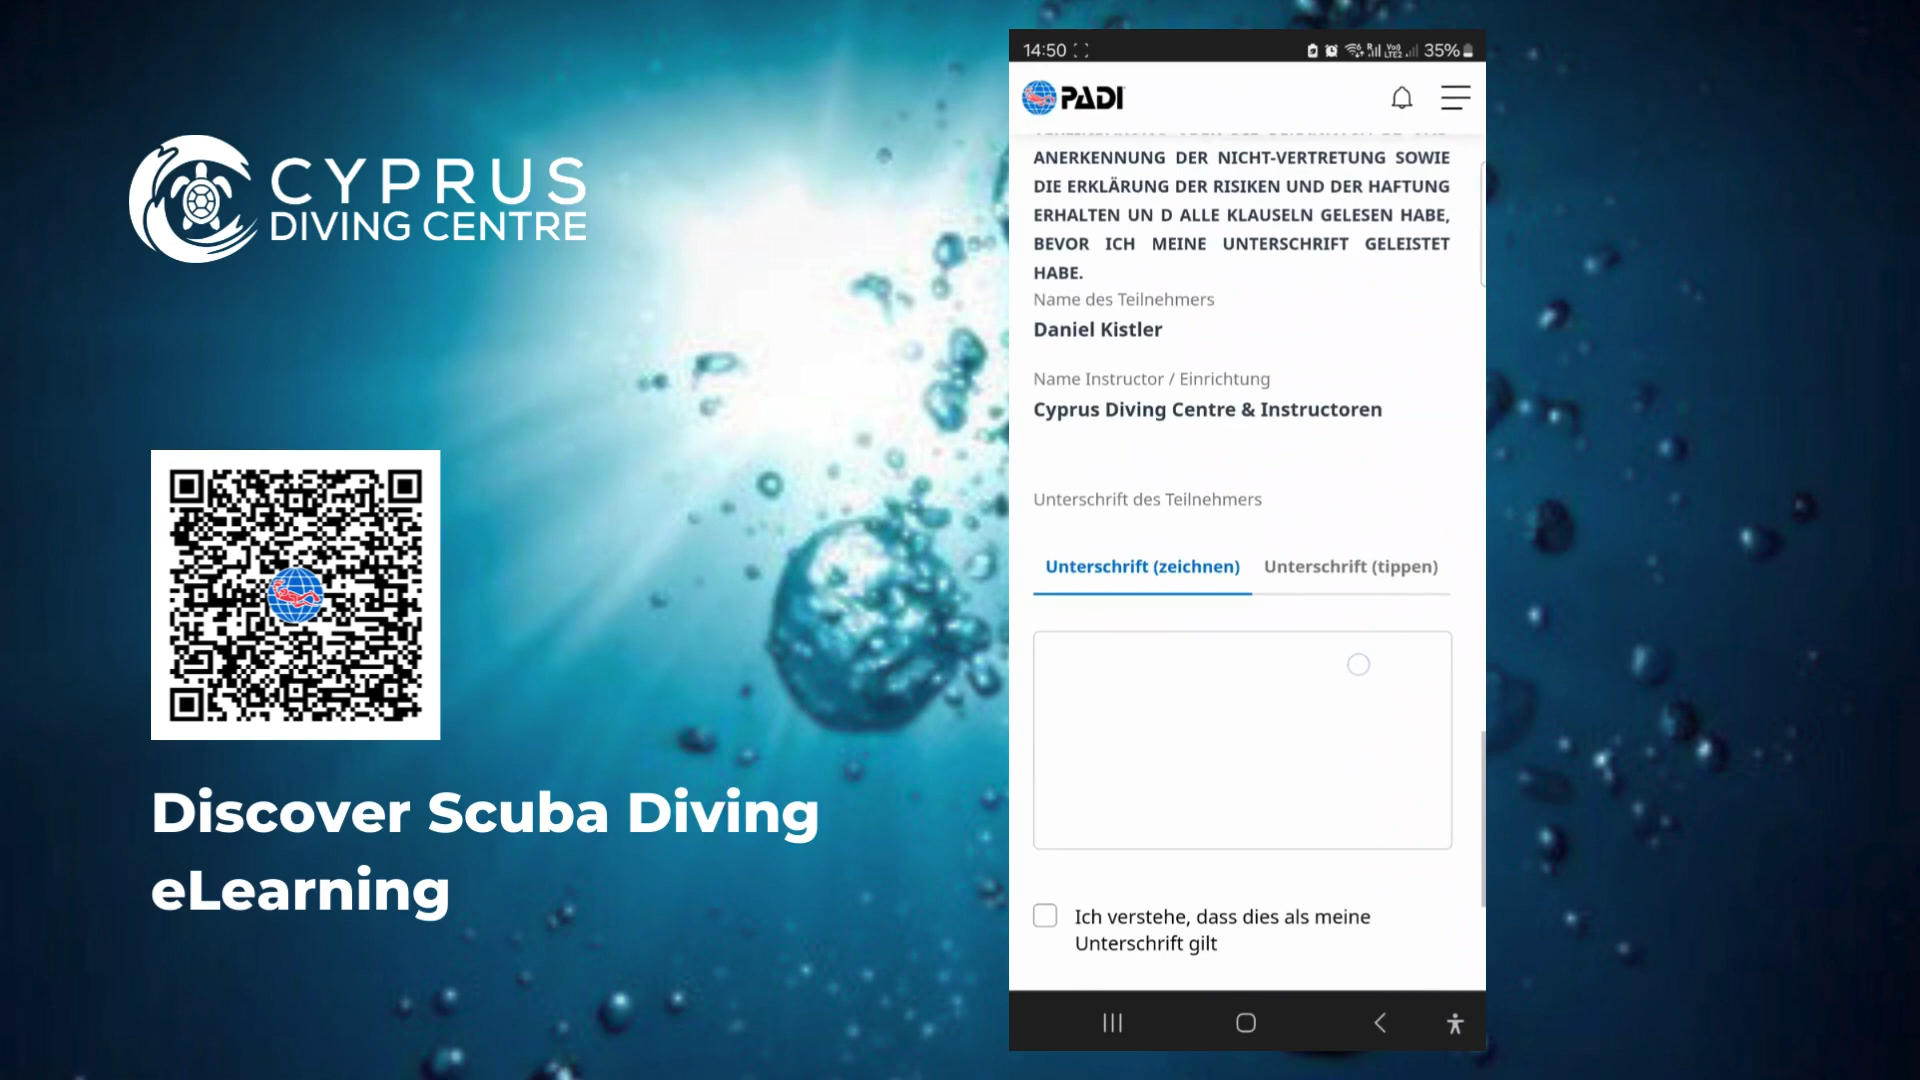 CYPRUS
DIVING CENTRE
Discover Scuba Diving
eLearning
14:50
35%
PADI
ANERKENNUNG DER NICHT-VERTRETUNG SOWIE
DIE ERKLÄRUNG DER RISIKEN UND DER HAFTUNG
ERHALTEN UN D ALLE KLAUSELN GELESEN HABE,
BEVOR ICH MEINE UNTERSCHRIFT GELEISTET
HABE.
Name des Teilnehmers
Daniel Kistler
Name Instructor / Einrichtung
Cyprus Diving Centre & Instructoren
Unterschrift des Teilnehmers
Unterschrift (zeichnen) Unterschrift (tippen)
Ich verstehe, dass dies als meine
Unterschrift gilt